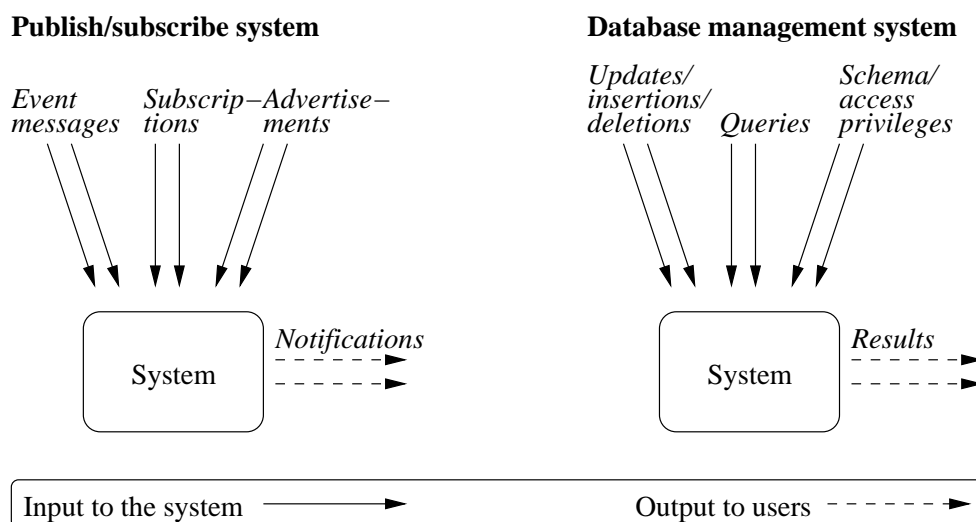 Publish/subscribe system
Event
messages
Subscrip–
tions
Advertise–
ments
System
Notifications
Database management system
Updates/
insertions/
deletions
Queries
Schema/
access
privileges
System
Results
Input to the system
Output to users